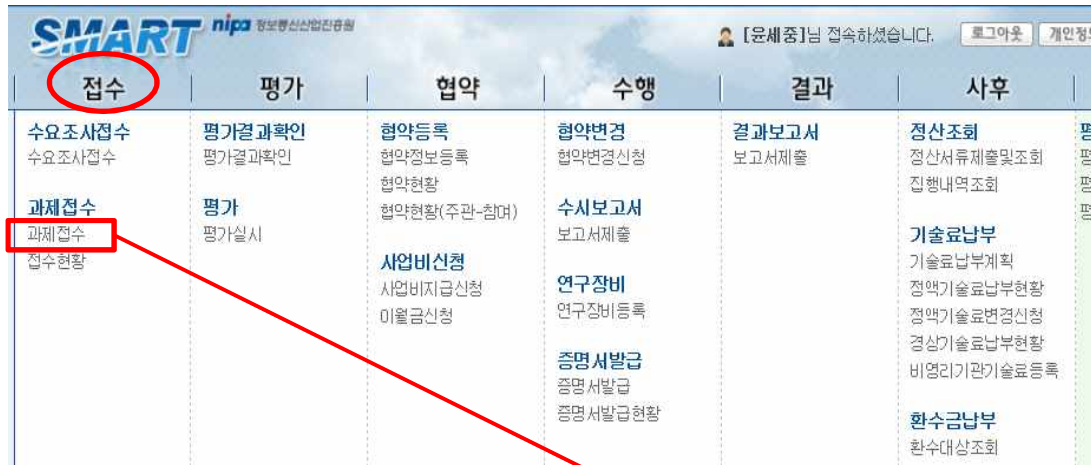 SMART nipa 정보통신산업진흥원
[윤세중]님 접속하셨습니다. 로그아웃 개인정
접수 평가 협약 수행 결과 사후
수요조사접수
수요조사접수
과제접수
과제접수
접수현황
평가결과확인
평가결과확인
평가
평가실시
협약등록
협약정보등록
협약현황
협약현황(주관-참여)
사업비신청
사업비지급신청
이월금신청
협약변경
협약변경신청
수시보고서
보고서제출
연구장비
연구장비등록
증명서발급
증명서발급
증명서발급현황
결과보고서
보고서제출
정산조회
정산서류제출및조회
집행내역조회
기술료납부
기술료납부계획
정액기술료납부현황
정액기술료변경신청
경상기술료납부현황
비영리기관기술료등록
환수금납부
환수대상조회
평
평
평
평